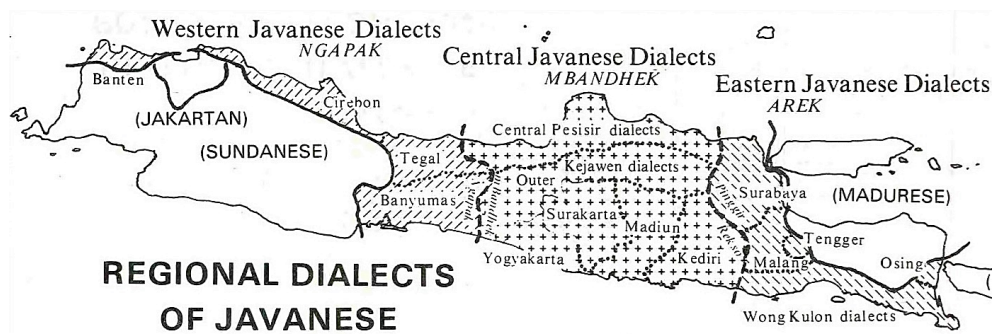 Western Javanese Dialects
NGAPAK
Central Javanese Dialects
MBANDHEK
Eastern Javanese Dialects
AREK
Banten
Cirebon
(JAKARTAN)
(SUNDANESE)
Central Pesisir dialects
Tegal
Kejawen dialects
Outer
Banyumas
Surakarta
Madiun
Pinggir
Rekso
Surabaya
(MADURESE)
Yogyakarta
Kediri
Malang
Tengger
Osing
Wong Kulon dialects
REGIONAL DIALECTS
OF JAVANESE